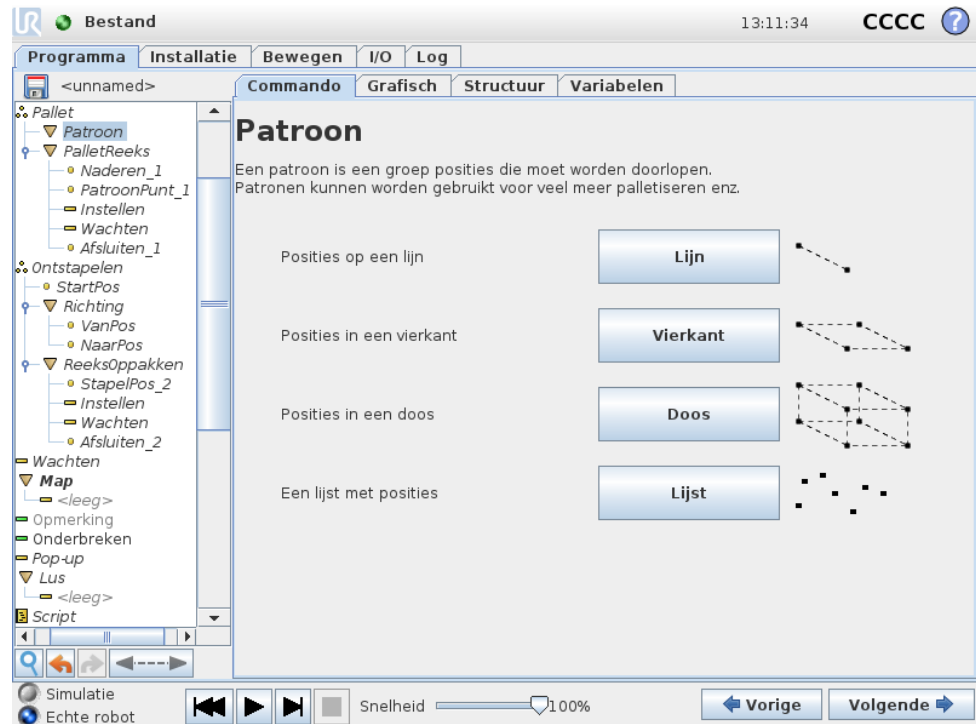 UR Bestand 13:11:34 CCCC ?
Programma Installatie Bewegen I/O Log
<unnamed>
Commando Grafisch Structuur Variabelen
Pallet
Patroon
PalletReeks
Naderen_1
PatroonPunt_1
Instellen
Wachten
Afsluiten_1
Ontstapelen
StartPos
Richting
VanPos
NaarPos
ReeksOppakken
StapelPos_2
Instellen
Wachten
Afsluiten_2
Wachten
Map
<leeg>
Opmerking
Onderbreken
Pop-up
Lus
<leeg>
Script
Patroon
Een patroon is een groep posities die moet worden doorlopen.
Patronen kunnen worden gebruikt voor veel meer palletiseren enz.
Posities op een lijn Lijn
Posities in een vierkant Vierkant
Posities in een doos Doos
Een lijst met posities Lijst
Simulatie
Echte robot
Snelheid 100%
Vorige Volgende